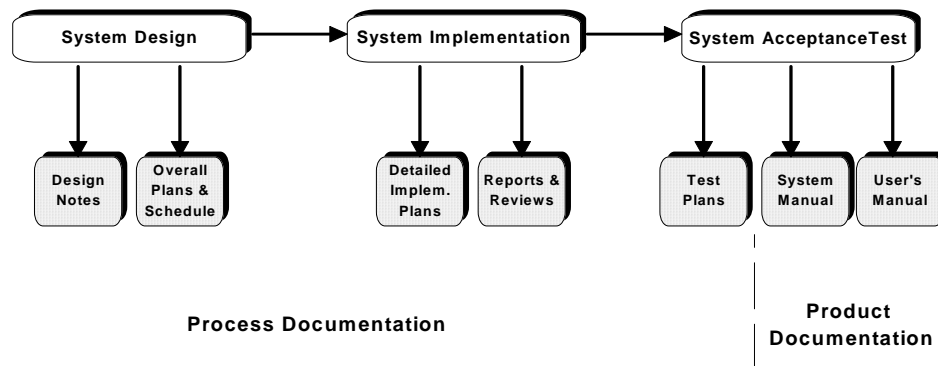 System Design
System Implementation
System AcceptanceTest
Design
Notes
Overall
Plans &
Schedule
Detailed
Implem.
Plans
Reports &
Reviews
Test
Plans
System
Manual
User's
Manual
Process Documentation
Product
Documentation